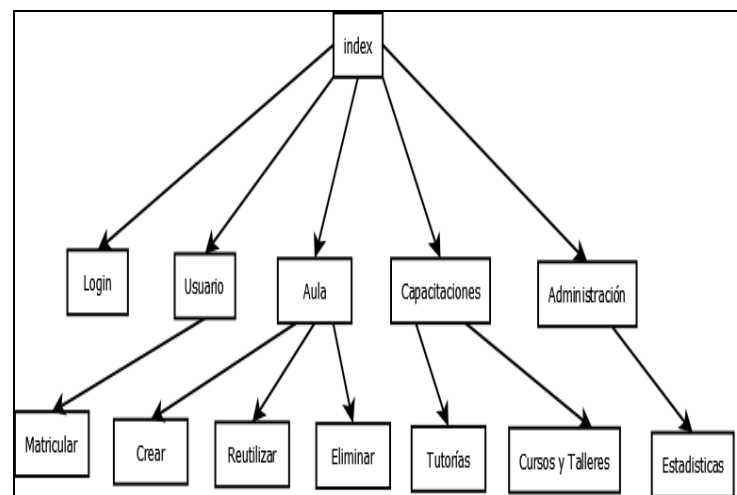 index
Login
Usuario
Aula
Capacitaciones
Administración
Matricular
Crear
Reutilizar
Eliminar
Tutorías
Cursos y Talleres
Estadisticas